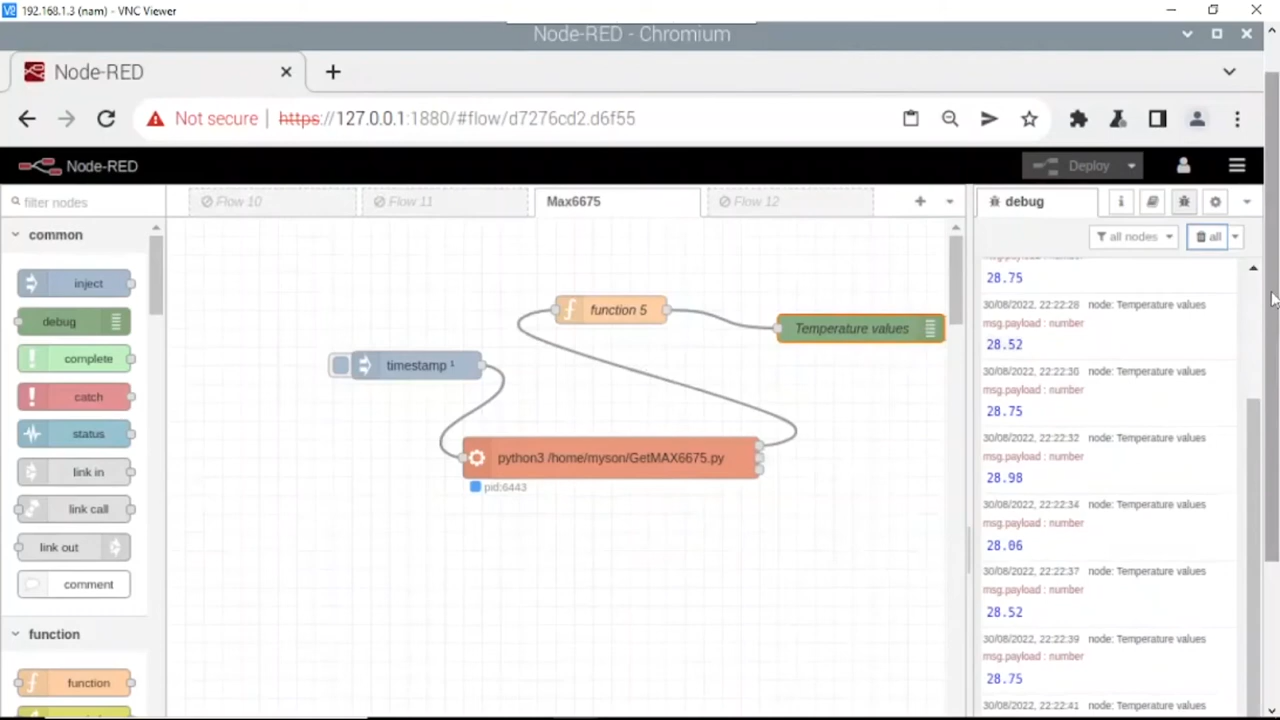 192.168.1.3 (nam) - VNC Viewer
Node-RED - Chromium
Node-RED
Not secure | https://127.0.0.1:1880/#flow/d7276cd2.d6f55
Node-RED
Deploy
filter nodes
Flow 10
Flow 11
Max6675
Flow 12
debug
all nodes
all
common
inject
debug
complete
catch
status
link in
link call
link out
comment
function
function
function 5
Temperature values
timestamp ¹
python3 /home/myson/GetMAX6675.py
pid:6443
msg.payload : number
28.75
30/08/2022, 22:22:28 node: Temperature values
msg.payload : number
28.52
30/08/2022, 22:22:30 node: Temperature values
msg.payload : number
28.75
30/08/2022, 22:22:32 node: Temperature values
msg.payload : number
28.98
30/08/2022, 22:22:34 node: Temperature values
msg.payload : number
28.06
30/08/2022, 22:22:37 node: Temperature values
msg.payload : number
28.52
30/08/2022, 22:22:39 node: Temperature values
msg.payload : number
28.75
30/08/2022, 22:22:41 node: Temperature values